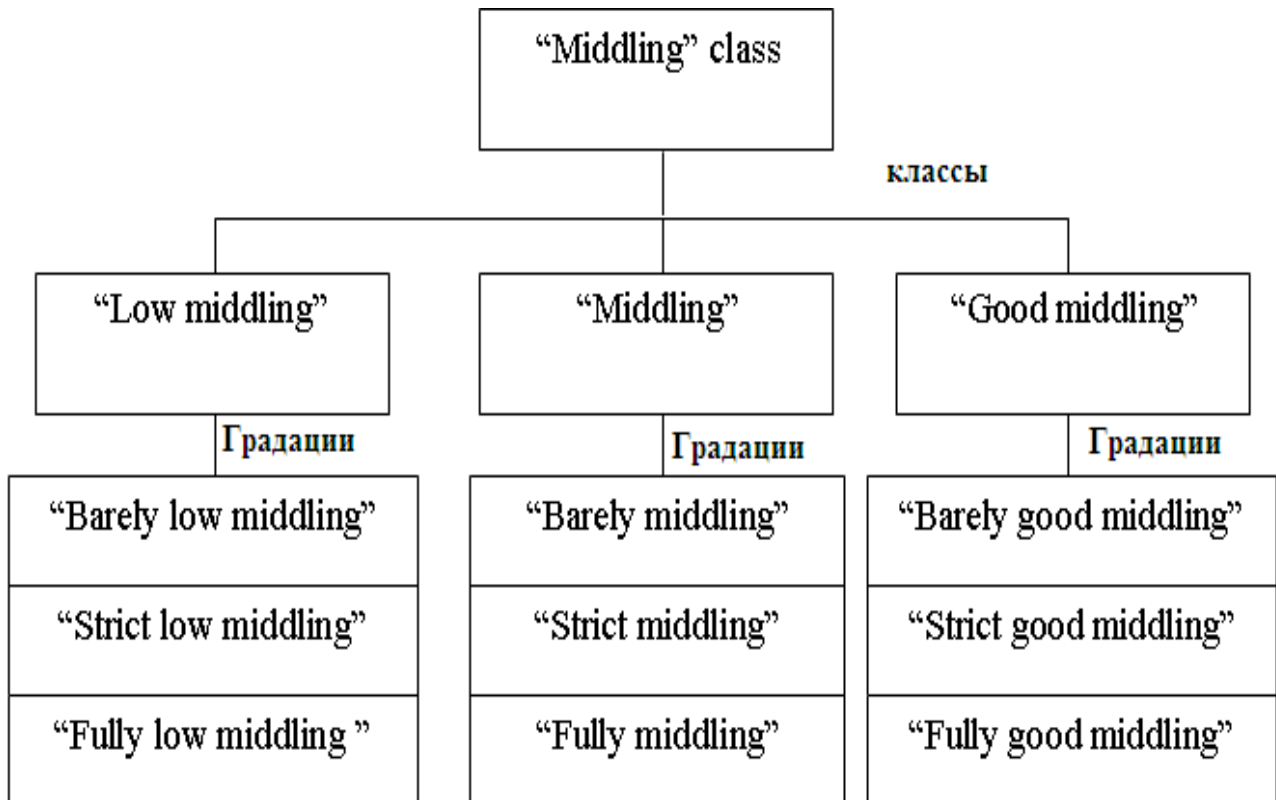 “Middling” class
классы
“Low middling”
“Middling”
“Good middling”
Градации
Градации
Градации
“Barely low middling”
“Barely middling”
“Barely good middling”
“Strict low middling”
“Strict middling”
“Strict good middling”
“Fully low middling ”
“Fully middling”
“Fully good middling”